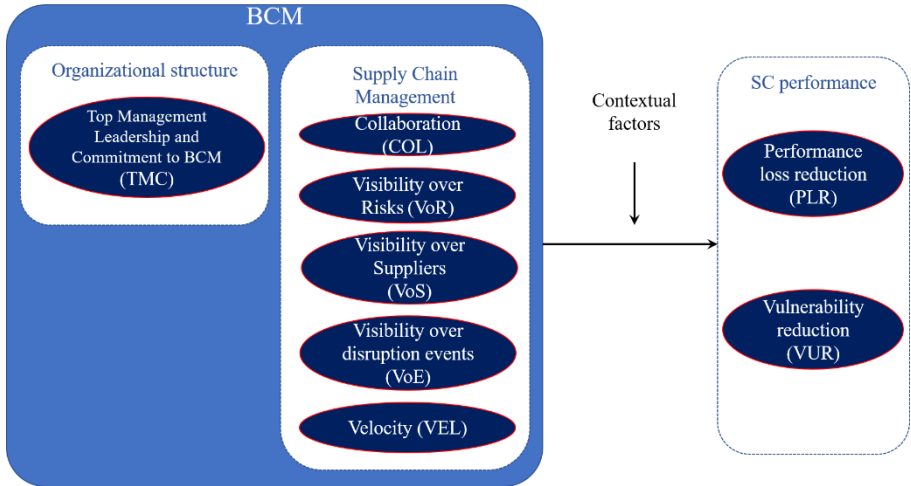 BCM
Organizational structure
Top Management
Leadership and
Commitment to BCM
(TMC)
Supply Chain
Management
Collaboration
(COL)
Visibility over
Risks (VoR)
Visibility over
Suppliers
(VoS)
Visibility over
disruption events
(VoE)
Velocity (VEL)
Contextual
factors
SC performance
Performance
loss reduction
(PLR)
Vulnerability
reduction
(VUR)